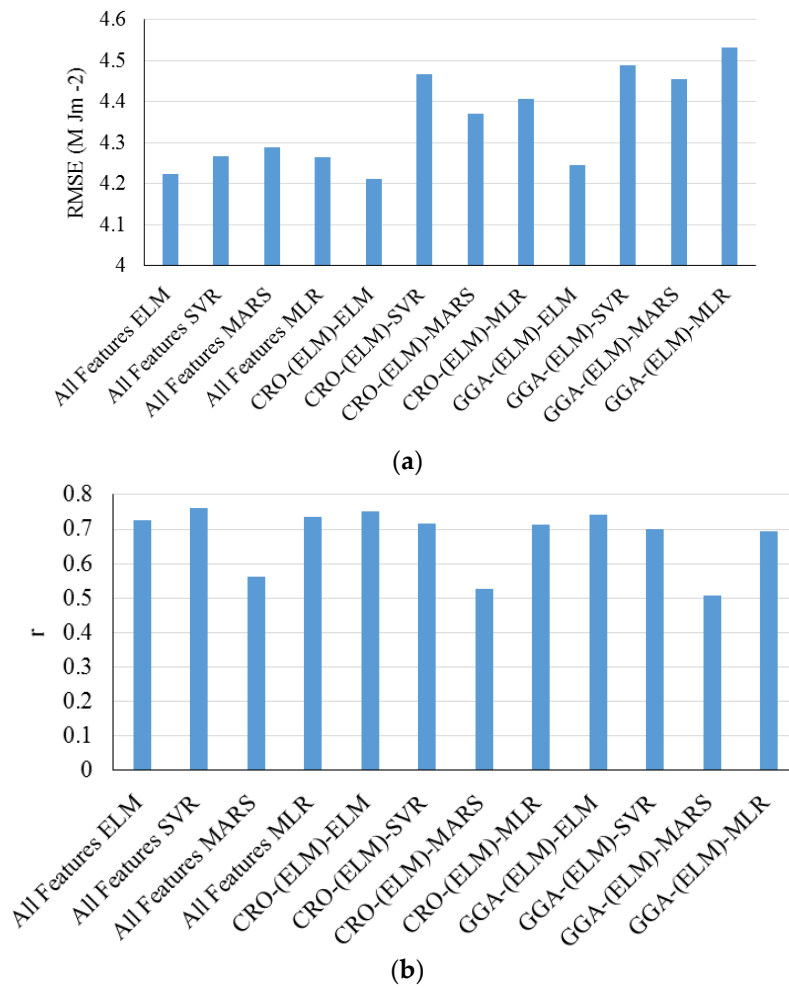 4.6
4.5
4.4
4.3
4.2
4.1
4
RMSE (M Jm -2)
All Features ELM
All Features SVR
All Features MARS
All Features MLR
CRO-(ELM)-ELM
CRO-(ELM)-SVR
CRO-(ELM)-MARS
CRO-(ELM)-MLR
GGA-(ELM)-ELM
GGA-(ELM)-SVR
GGA-(ELM)-MARS
GGA-(ELM)-MLR
(a)
0.8
0.7
0.6
0.5
0.4
0.3
0.2
0.1
0
r
All Features ELM
All Features SVR
All Features MARS
All Features MLR
CRO-(ELM)-ELM
CRO-(ELM)-SVR
CRO-(ELM)-MARS
CRO-(ELM)-MLR
GGA-(ELM)-ELM
GGA-(ELM)-SVR
GGA-(ELM)-MARS
GGA-(ELM)-MLR
(b)